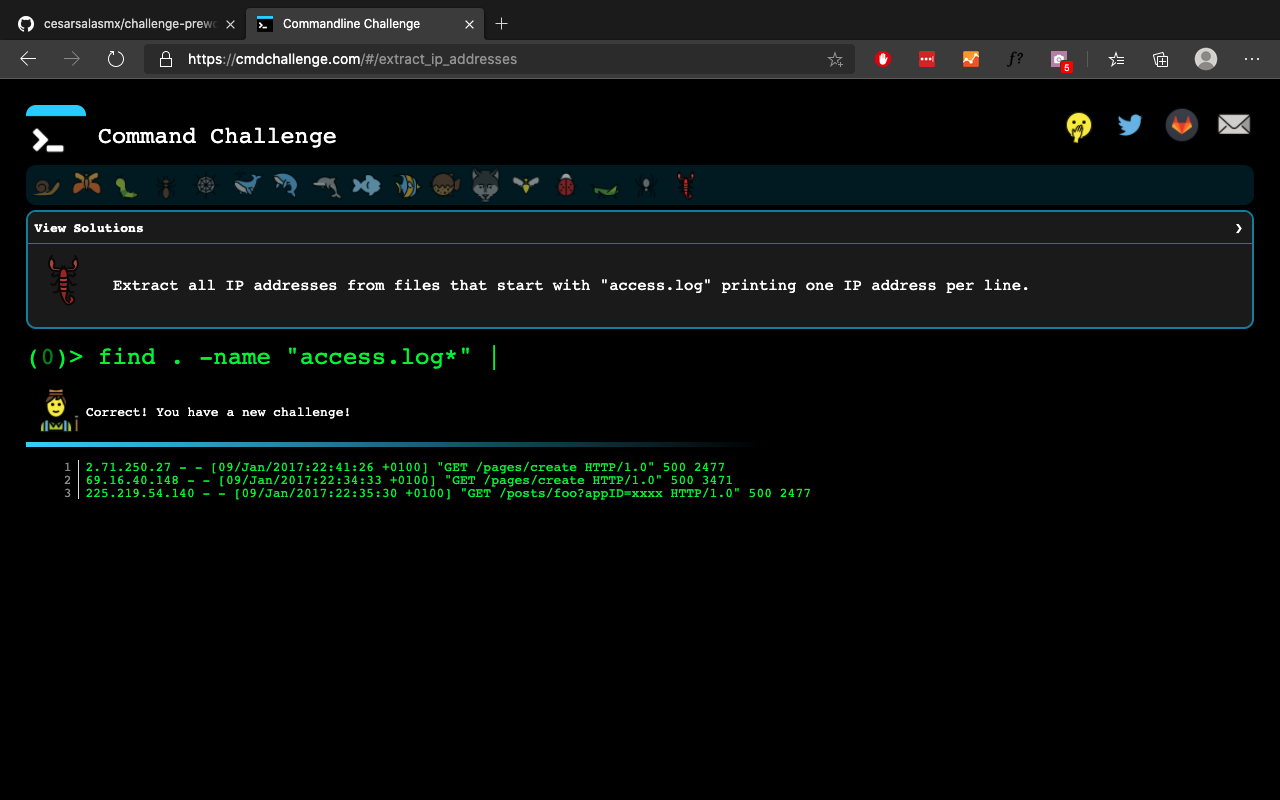 cesarsalasmx/challenge-prewo
Commandline Challenge
https://cmdchallenge.com/#/extract_ip_addresses
f?
5
Command Challenge
View Solutions
Extract all IP addresses from files that start with "access.log" printing one IP address per line.
(0)> find . -name "access.log*" |
Correct! You have a new challenge!
1 2.71.250.27 - - [09/Jan/2017:22:41:26 +0100] "GET /pages/create HTTP/1.0" 500 2477
2 69.16.40.148 - - [09/Jan/2017:22:34:33 +0100] "GET /pages/create HTTP/1.0" 500 3471
3 225.219.54.140 - - [09/Jan/2017:22:35:30 +0100] "GET /posts/foo?appID=xxxx HTTP/1.0" 500 2477